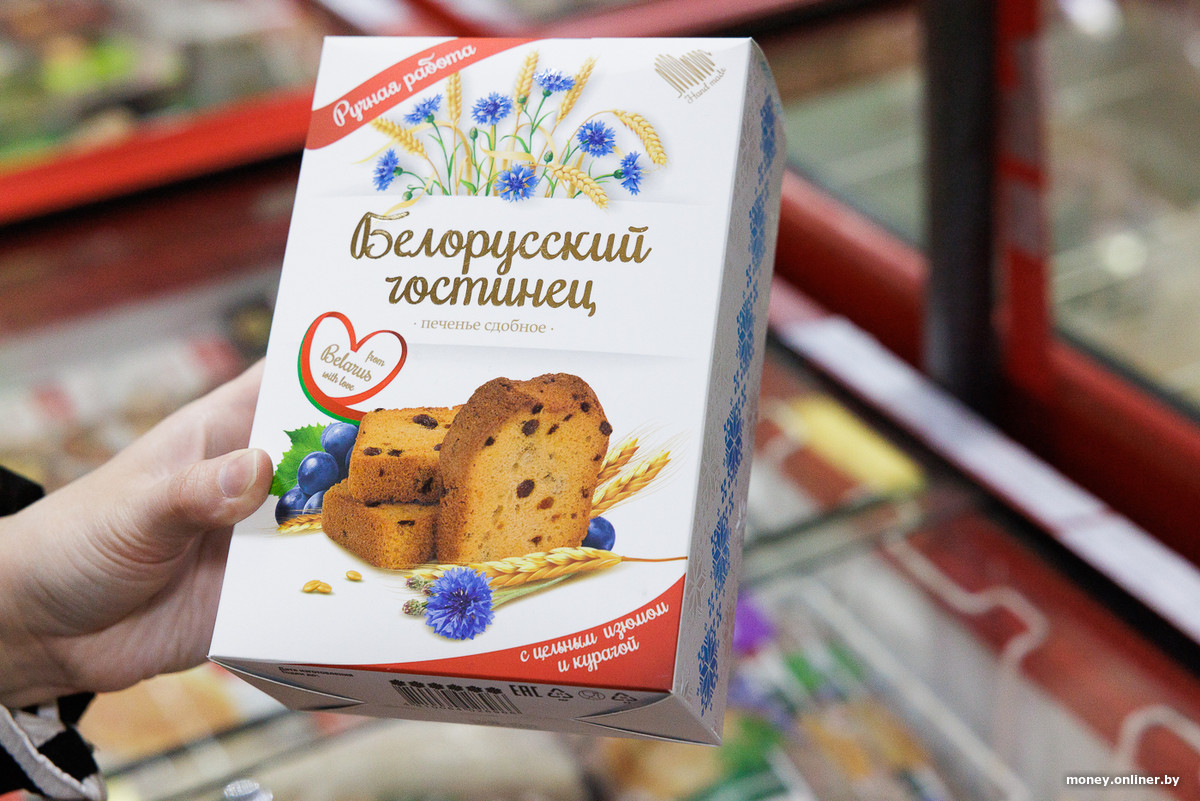 Ручная работа
Hand made
Белорусский
гостинец
· печенье сдобное ·
from
Belarus
with love
с цельным изюмом
и курагой
EAC
money.onliner.by